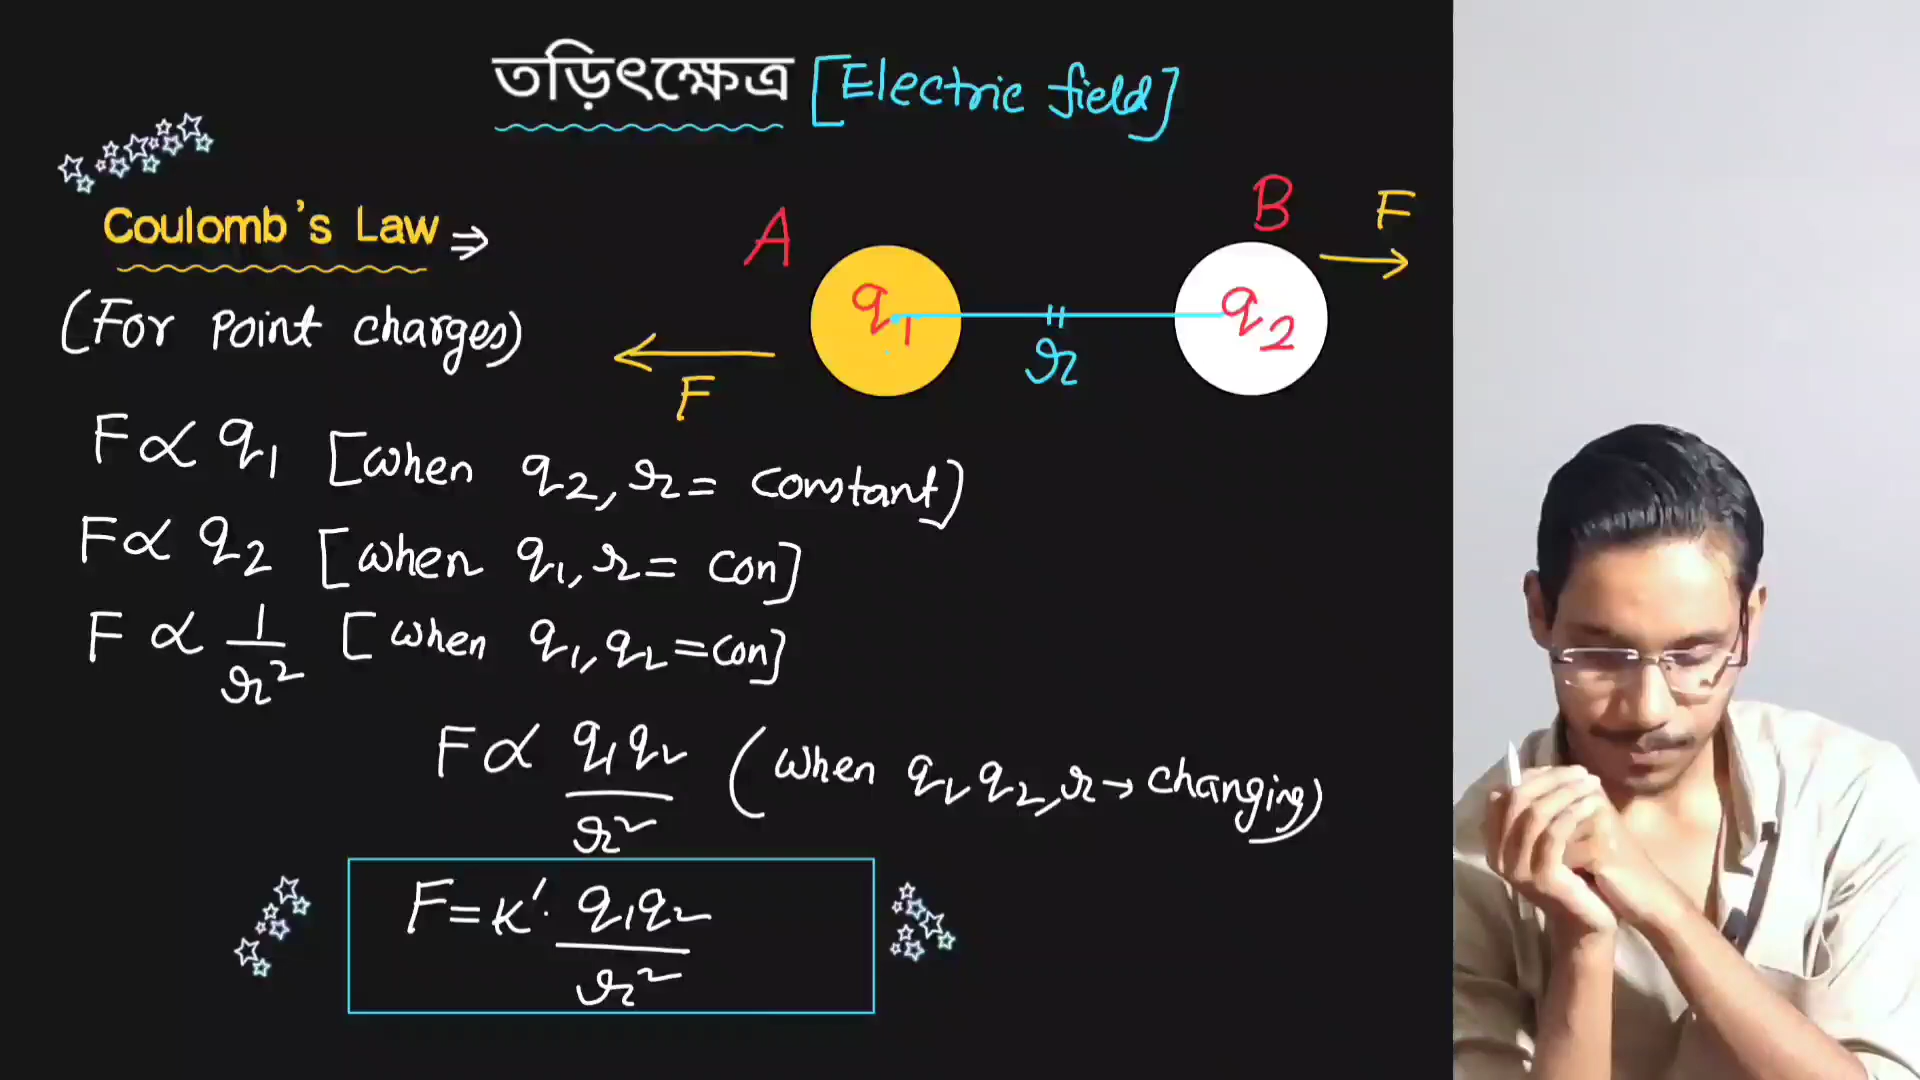 তড়িৎক্ষেত্র [Electric field]
Coulomb's Law ⇒
(For point charges)
A
B
F
q₁
q₂
r
F
F ∝ q₁ [when q₂, r = constant]
F ∝ q₂ [when q₁, r = con]
F ∝ 1/r² [when q₁, q₂ = con]
F ∝ q₁q₂/r² (when q₁, q₂, r → changing)
F = K'. q₁q₂/r²